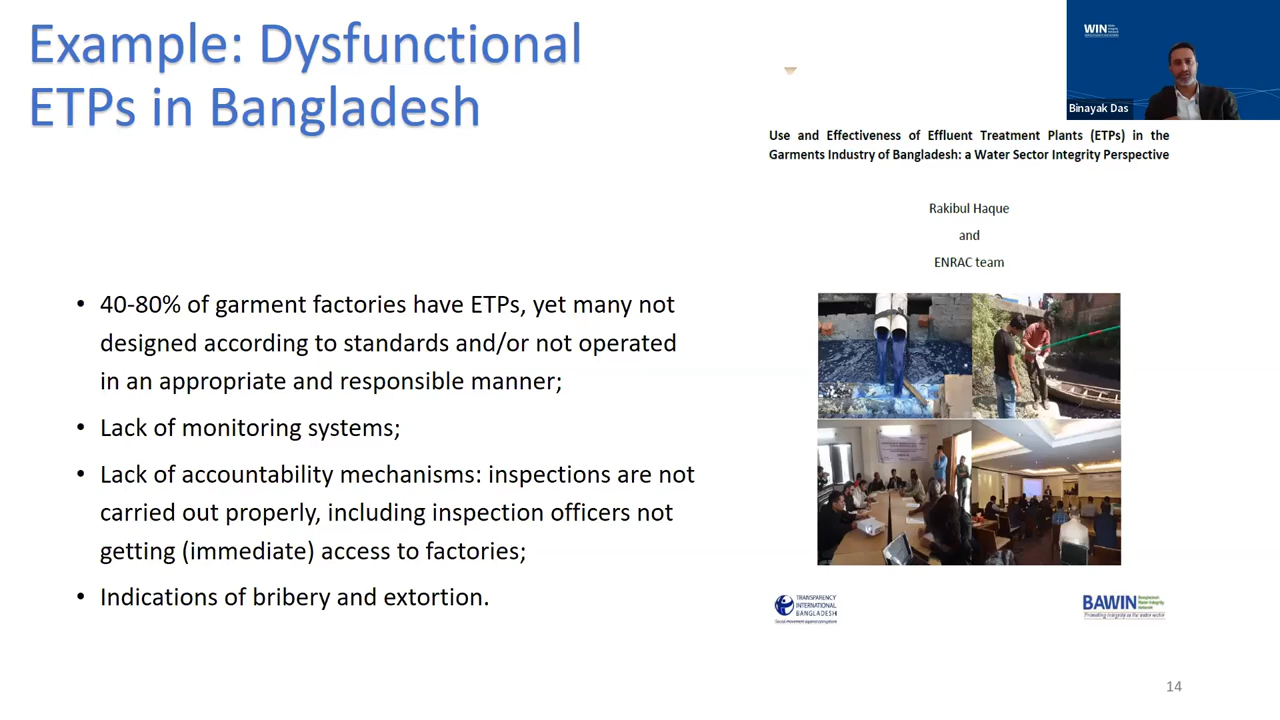 Example: Dysfunctional
ETPs in Bangladesh
• 40-80% of garment factories have ETPs, yet many not
designed according to standards and/or not operated
in an appropriate and responsible manner;
• Lack of monitoring systems;
• Lack of accountability mechanisms: inspections are not
carried out properly, including inspection officers not
getting (immediate) access to factories;
• Indications of bribery and extortion.
WIN
Binayak Das
Use and Effectiveness of Effluent Treatment Plants (ETPs) in the
Garments Industry of Bangladesh: a Water Sector Integrity Perspective
Rakibul Haque
and
ENRAC team
TRANSPARENCY
INTERNATIONAL
BANGLADESH
BAWIN
14